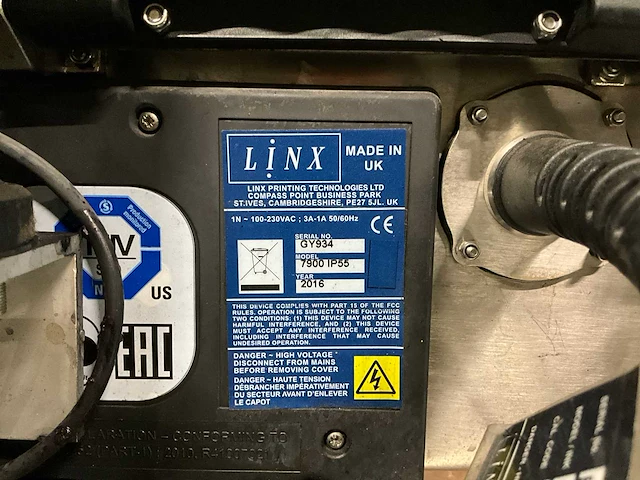 LINX
MADE IN
UK
LINX PRINTING TECHNOLOGIES LTD
COMPASS POINT BUSINESS PARK
ST.IVES, CAMBRIDGESHIRE, PE27 5JL. UK
1N ~ 100-230VAC ; 3A-1A 50/60Hz
CE
SERIAL NO.
GY934
MODEL
7900 IP55
YEAR
2016
THIS DEVICE COMPLIES WITH PART 15 OF THE FCC
RULES. OPERATION IS SUBJECT TO THE FOLLOWING
TWO CONDITIONS: (1) THIS DEVICE MAY NOT CAUSE
HARMFUL INTERFERENCE, AND (2) THIS DEVICE
MUST ACCEPT ANY INTERFERENCE RECEIVED,
INCLUDING INTERFERENCE THAT MAY CAUSE
UNDESIRED OPERATION.
DANGER ~ HIGH VOLTAGE
DISCONNECT FROM MAINS
BEFORE REMOVING COVER
DANGER ~ HAUTE TENSION
DÉBRANCHER IMPÉRATIVEMENT
DU SECTEUR AVANT D'ENLEVER
LE CAPOT
Production
monitored
US
EAC
CONFORMING TO